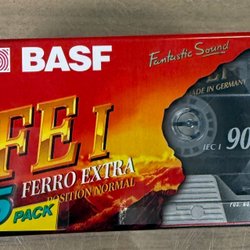 BASF
Fantastic Sound
MADE IN GERMANY
FE I
IEC I 90
FERRO EXTRA
POSITION NORMAL
5 PACK